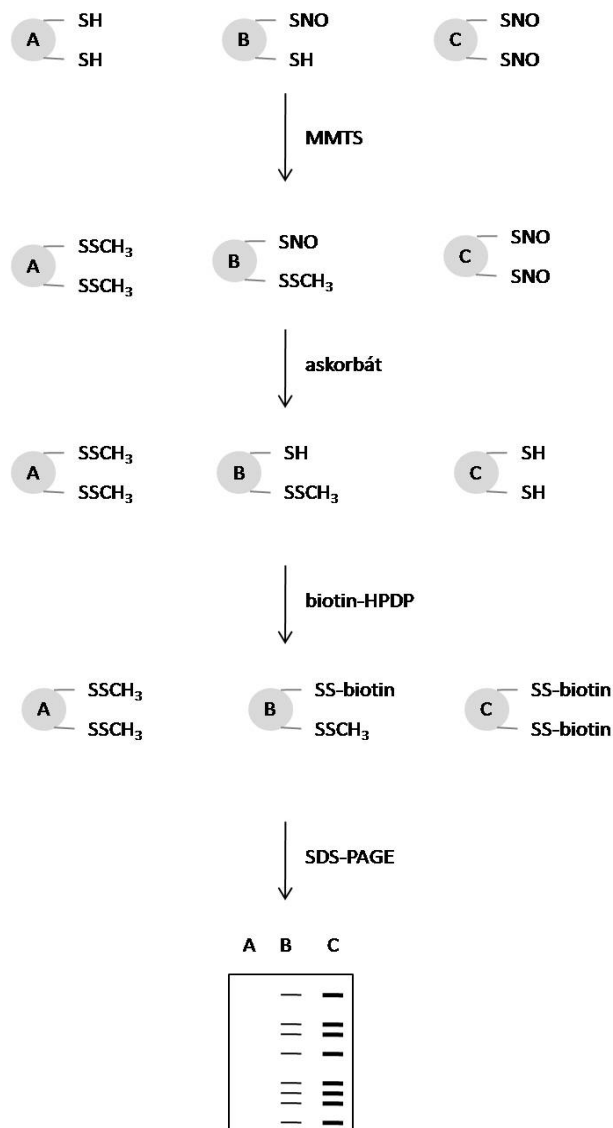 SH SNO SNO
A B C
SH SH SNO
MMTS
SSCH₃ SNO SNO
A B C
SSCH₃ SSCH₃ SNO
askorbát
SSCH₃ SH SH
A B C
SSCH₃ SSCH₃ SH
biotin-HPDP
SSCH₃ SS-biotin SS-biotin
A B C
SSCH₃ SSCH₃ SS-biotin
SDS-PAGE
A B C